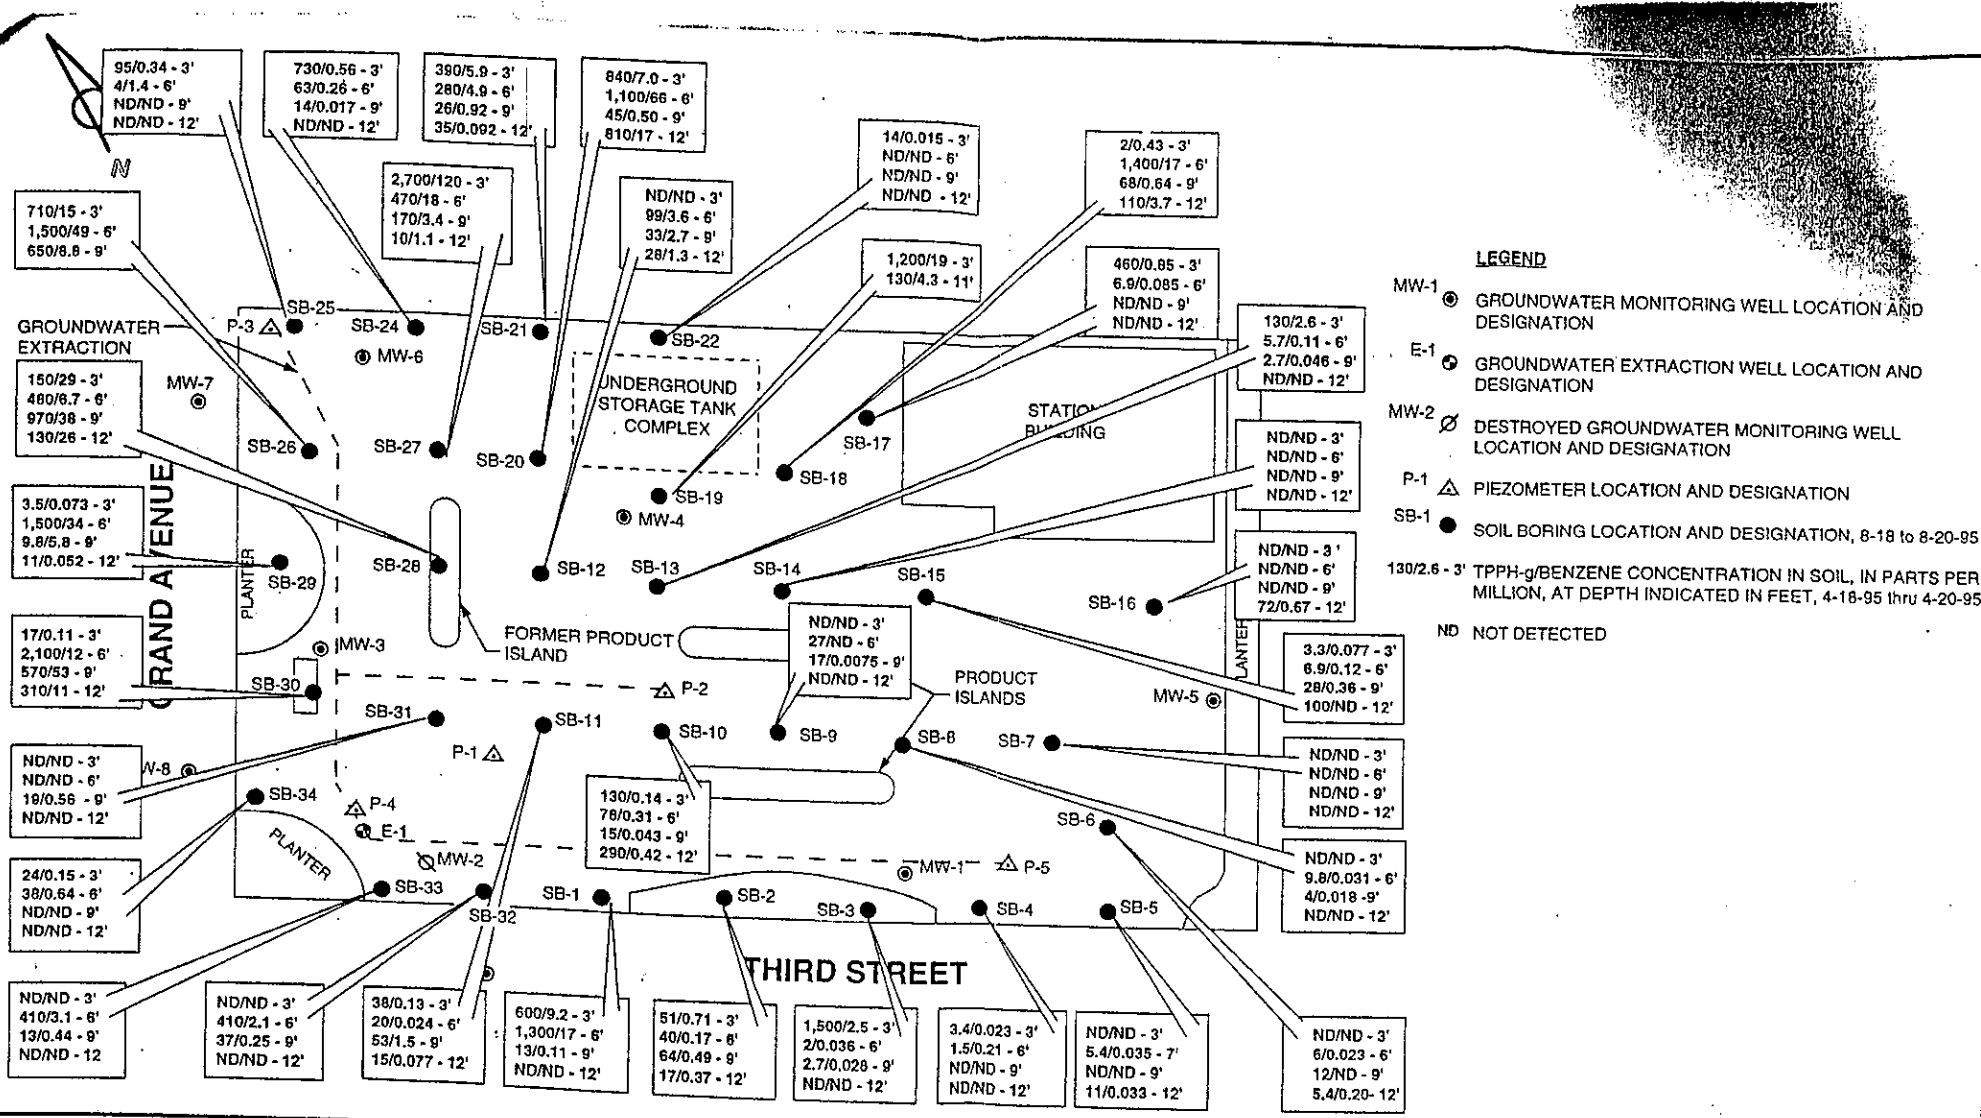 95/0.34 - 3'
4/1.4 - 6'
ND/ND - 9'
ND/ND - 12'
730/0.56 - 3'
63/0.26 - 6'
14/0.017 - 9'
ND/ND - 12'
390/5.9 - 3'
280/4.9 - 6'
26/0.92 - 9'
35/0.092 - 12'
840/7.0 - 3'
1,100/66 - 6'
45/0.50 - 9'
810/17 - 12'
14/0.015 - 3'
ND/ND - 6'
ND/ND - 9'
ND/ND - 12'
2/0.43 - 3'
1,400/17 - 6'
68/0.64 - 9'
110/3.7 - 12'
N
2,700/120 - 3'
470/18 - 6'
170/3.4 - 9'
10/1.1 - 12'
ND/ND - 3'
99/3.6 - 6'
33/2.7 - 9'
28/1.3 - 12'
710/15 - 3'
1,500/49 - 6'
650/8.8 - 9'
1,200/19 - 3'
130/4.3 - 11'
460/0.85 - 3'
6.9/0.085 - 6'
ND/ND - 9'
ND/ND - 12'
130/2.6 - 3'
5.7/0.11 - 6'
2.7/0.046 - 9'
ND/ND - 12'
LEGEND
MW-1
GROUNDWATER MONITORING WELL LOCATION AND
DESIGNATION
E-1
GROUNDWATER EXTRACTION WELL LOCATION AND
DESIGNATION
MW-2
DESTROYED GROUNDWATER MONITORING WELL
LOCATION AND DESIGNATION
P-1
PIEZOMETER LOCATION AND DESIGNATION
SB-1
SOIL BORING LOCATION AND DESIGNATION, 8-18 to 8-20-95
130/2.6 - 3'
TPPH-g/BENZENE CONCENTRATION IN SOIL, IN PARTS PER
MILLION, AT DEPTH INDICATED IN FEET, 4-18-95 thru 4-20-95
ND
NOT DETECTED
GROUNDWATER
EXTRACTION
P-3
SB-25
SB-24
SB-21
SB-22
MW-6
MW-7
UNDERGROUND
STORAGE TANK
COMPLEX
STATION
BUILDING
150/29 - 3'
480/6.7 - 6'
970/38 - 9'
130/26 - 12'
SB-26
SB-27
SB-20
SB-17
SB-18
SB-19
MW-4
ND/ND - 3'
ND/ND - 6'
ND/ND - 9'
ND/ND - 12'
3.5/0.073 - 3'
1,500/34 - 6'
9.8/5.8 - 9'
11/0.052 - 12'
GRAND AVENUE
PLANTER
SB-29
SB-28
SB-12
SB-13
SB-14
SB-15
SB-16
ND/ND - 3'
ND/ND - 6'
ND/ND - 9'
72/0.67 - 12'
17/0.11 - 3'
2,100/12 - 6'
570/53 - 9'
310/11 - 12'
MW-3
SB-30
FORMER PRODUCT
ISLAND
P-2
ND/ND - 3'
27/ND - 6'
17/0.0075 - 9'
ND/ND - 12'
PRODUCT
ISLANDS
MW-5
LANTER
3.3/0.077 - 3'
6.9/0.12 - 6'
28/0.36 - 9'
100/ND - 12'
SB-31
SB-11
SB-10
SB-9
SB-8
SB-7
P-1
ND/ND - 3'
ND/ND - 6'
19/0.56 - 9'
ND/ND - 12'
W-8
SB-34
P-4
E-1
130/0.14 - 3'
78/0.31 - 6'
15/0.043 - 9'
290/0.42 - 12'
SB-6
ND/ND - 3'
ND/ND - 6'
ND/ND - 9'
ND/ND - 12'
PLANTER
MW-2
MW-1
P-5
24/0.15 - 3'
38/0.64 - 6'
ND/ND - 9'
ND/ND - 12'
ND/ND - 3'
9.8/0.031 - 6'
4/0.018 -9'
ND/ND - 12'
SB-33
SB-32
SB-1
SB-2
SB-3
SB-4
SB-5
THIRD STREET
ND/ND - 3'
410/3.1 - 6'
13/0.44 - 9'
ND/ND - 12
ND/ND - 3'
410/2.1 - 6'
37/0.25 - 9'
ND/ND - 12'
38/0.13 - 3'
20/0.024 - 6'
53/1.5 - 9'
15/0.077 - 12'
600/9.2 - 3'
1,300/17 - 6'
13/0.11 - 9'
ND/ND - 12'
51/0.71 - 3'
40/0.17 - 6'
64/0.49 - 9'
17/0.37 - 12'
1,500/2.5 - 3'
2/0.036 - 6'
2.7/0.028 - 9'
ND/ND - 12'
3.4/0.023 - 3'
1.5/0.21 - 6'
ND/ND - 9'
ND/ND - 12'
ND/ND - 3'
5.4/0.035 - 7'
ND/ND - 9'
11/0.033 - 12'
ND/ND - 3'
6/0.023 - 6'
12/ND - 9'
5.4/0.20- 12'